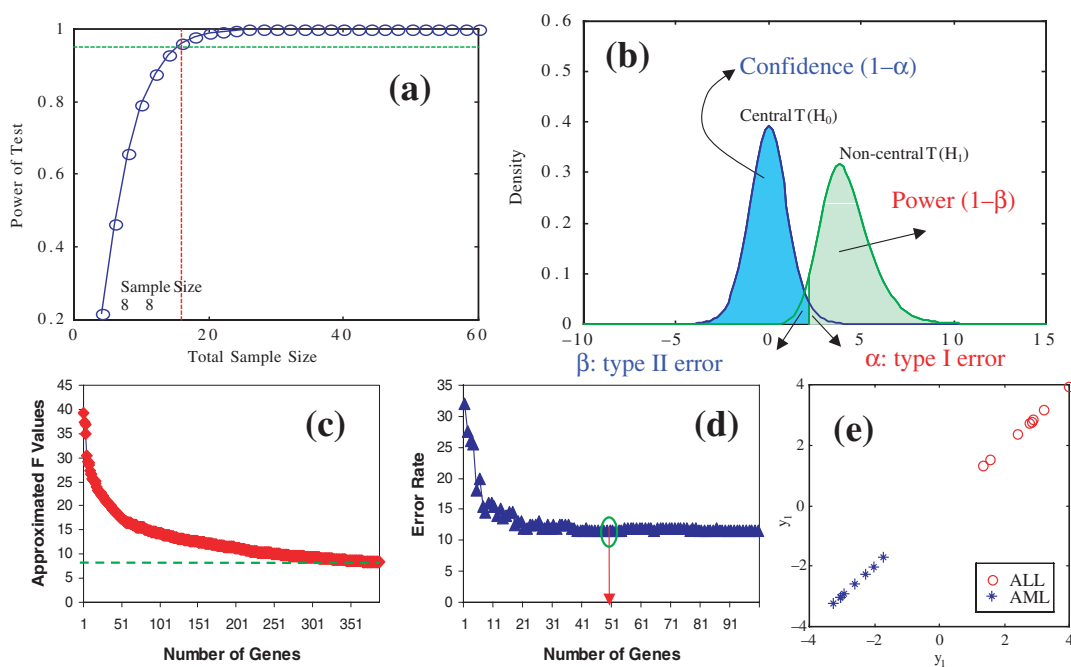 (a)
Power of Test
1
0.8
0.6
0.4
0.2
Sample Size
8 8
0 20 40 60
Total Sample Size
(b)
Density
0.6
0.5
0.4
0.3
0.2
0.1
0
Confidence (1–α)
Central T (H0)
Non-central T (H1)
Power (1–β)
−10 −5 0 5 10 15
β: type II error
α: type I error
(c)
Approximated F Values
45
40
35
30
25
20
15
10
5
0
1 51 101 151 201 251 301 351
Number of Genes
(d)
Error Rate
35
30
25
20
15
10
5
0
1 11 21 31 41 51 61 71 81 91
Number of Genes
(e)
y1
4
2
0
−2
−4
ALL
AML
−4 −2 0 2 4
y1